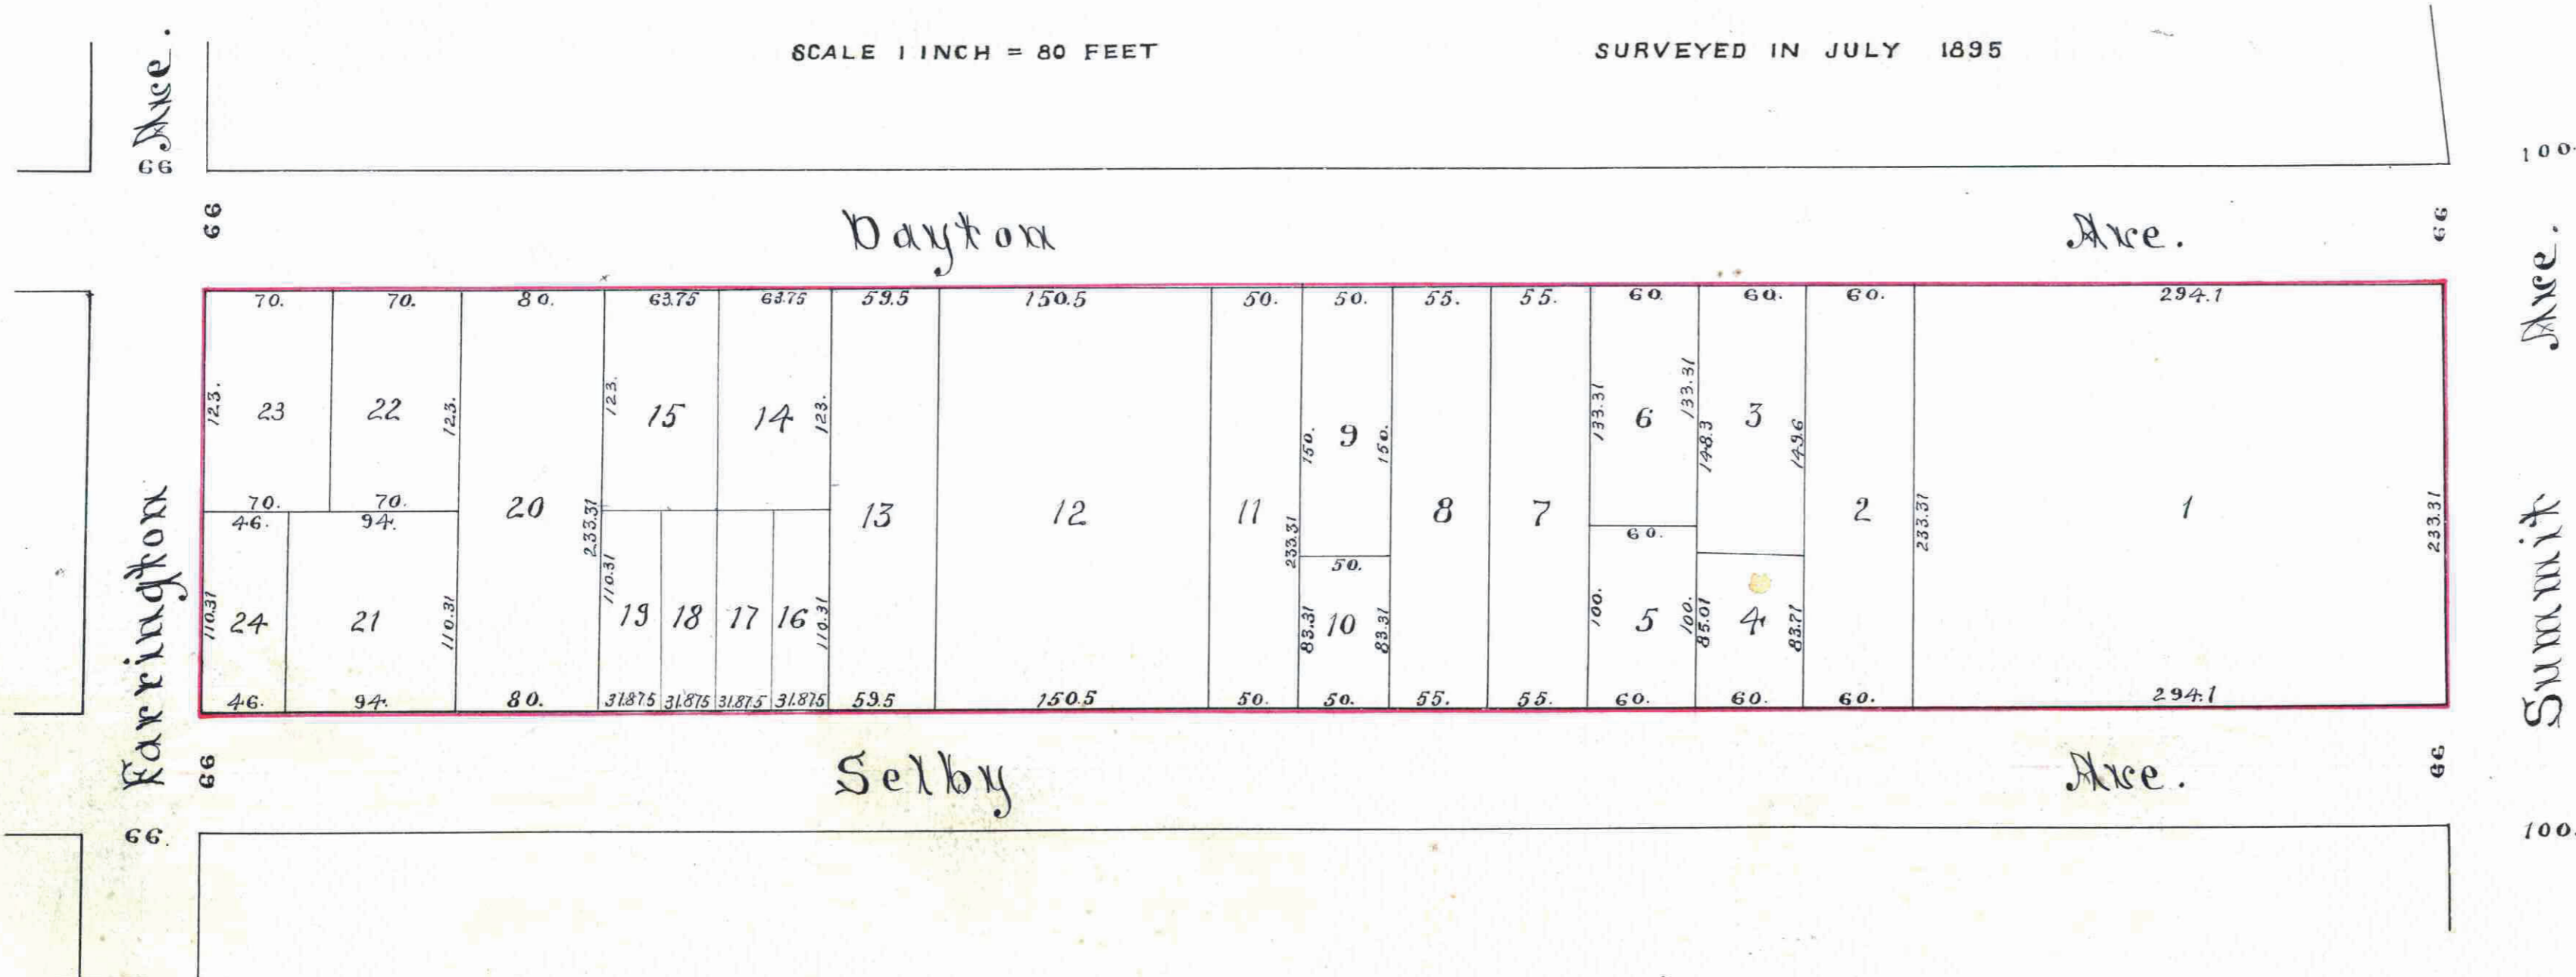 SCALE 1 INCH = 80 FEET
SURVEYED IN JULY 1895
Farrington Ave.
66
66
Dayton Ave.
66
100.
Summit Ave.
70. 70. 80. 63.75 63.75 59.5 150.5 50. 50. 55. 55. 60. 60. 60. 294.1
123. 23 22 123. 123. 15 14 123. 150. 9 150. 133.31 6 133.31 148.3 3 149.6
70. 70.
46. 94.
20 233.31 13 12 11 233.31 8 7 2 233.31 1 233.31
60.
50.
110.31 24 21 110.31 110.31 19 18 17 16 110.31 83.31 10 83.31 100. 5 100. 85.01 4 83.71
46. 94. 80. 31.875 31.875 31.875 31.875 59.5 150.5 50. 50. 55. 55. 60. 60. 60. 294.1
66
Selby Ave.
66
66.
100.